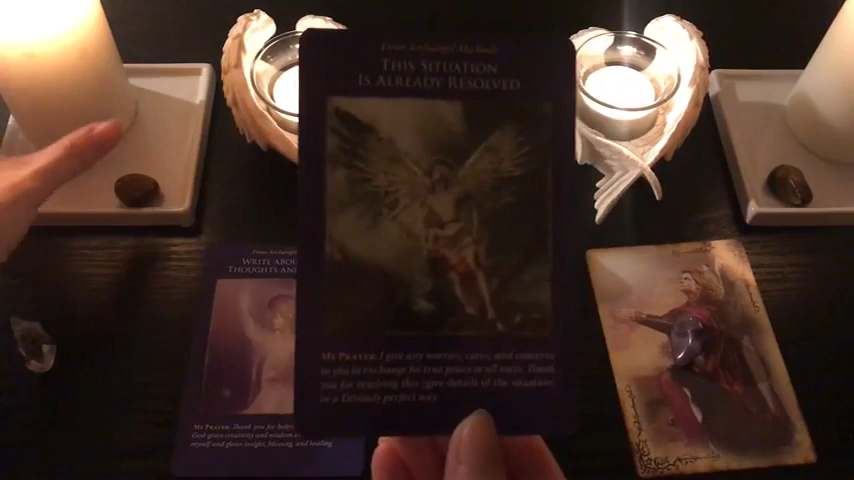 From Archangel Michael:
THIS SITUATION
IS ALREADY RESOLVED
MY PRAYER: I give any worries, cares, and concerns
to you in exchange for true peace in all ways. Thank
you for resolving this [give details of the situation]
in a Divinely perfect way.
From Archangel
WRITE ABOU
THOUGHTS AN
MY PRAYER: Thank you for helpi
God-given creativity and wisdom
myself and planet insight, blessing, and healing